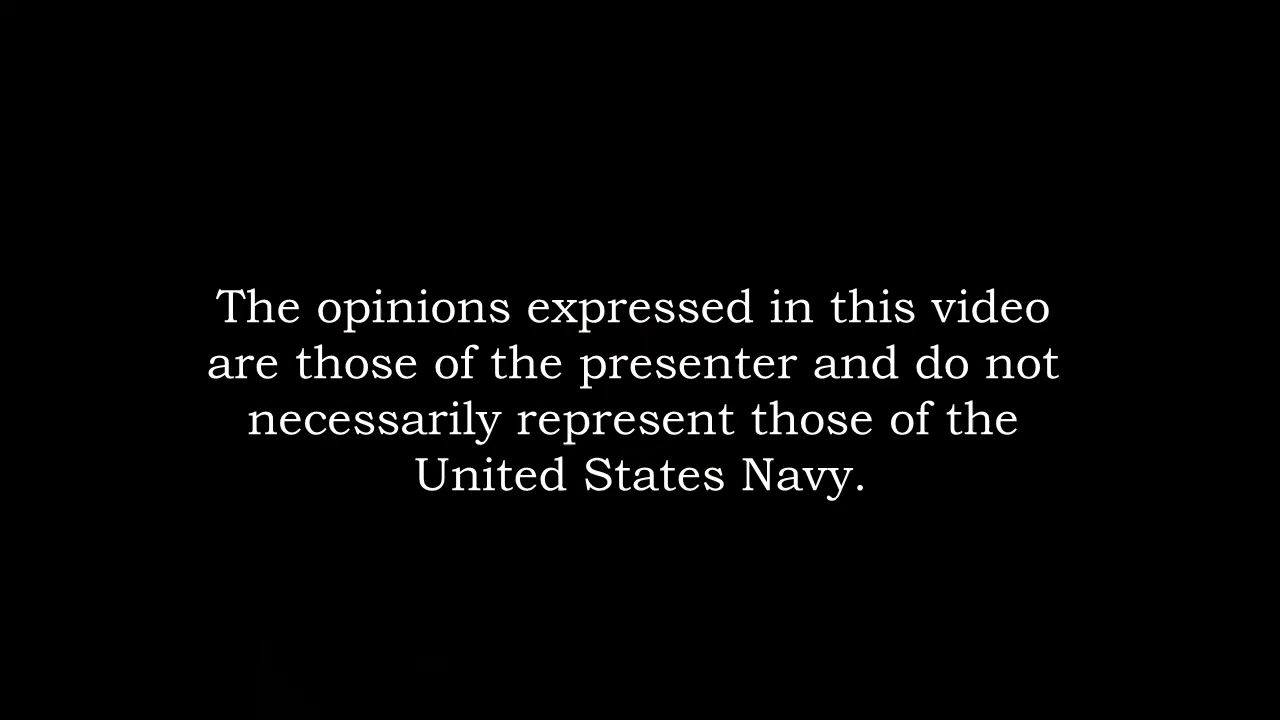 The opinions expressed in this video
are those of the presenter and do not
necessarily represent those of the
United States Navy.